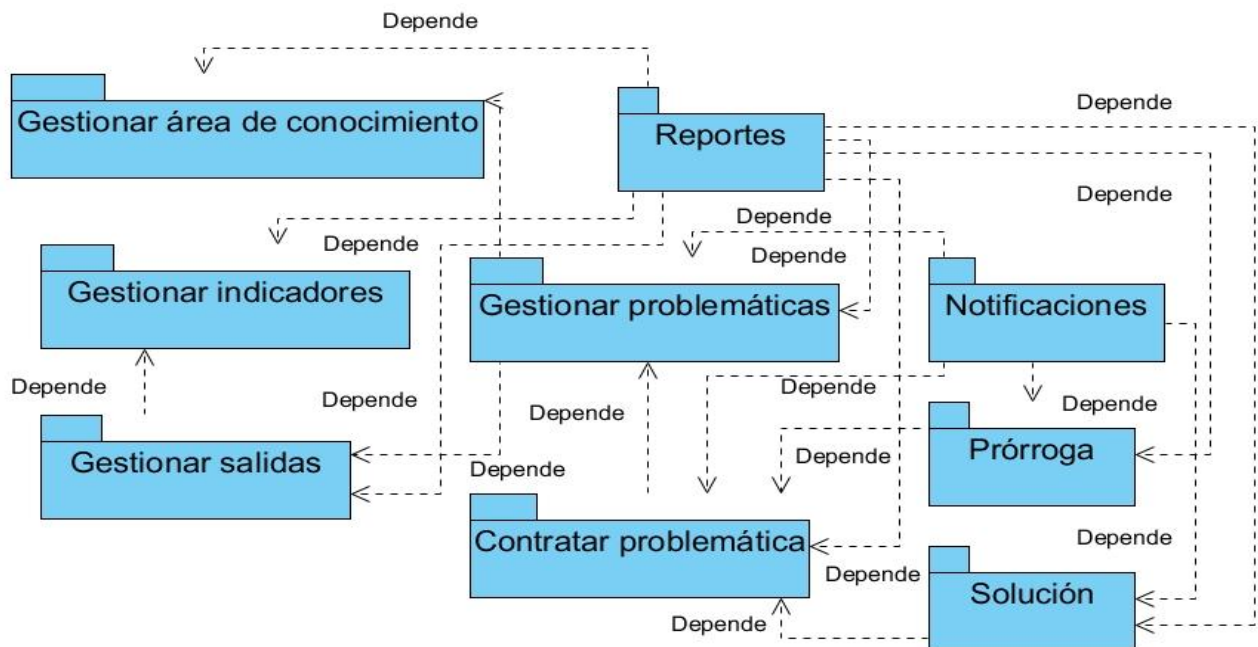 Depende
Gestionar área de conocimiento
Reportes
Depende
Depende
Depende
Depende
Depende
Gestionar indicadores
Gestionar problemáticas
Notificaciones
Depende
Depende
Depende
Depende
Depende
Gestionar salidas
Depende
Depende
Prórroga
Contratar problemática
Depende
Depende
Solución
Depende